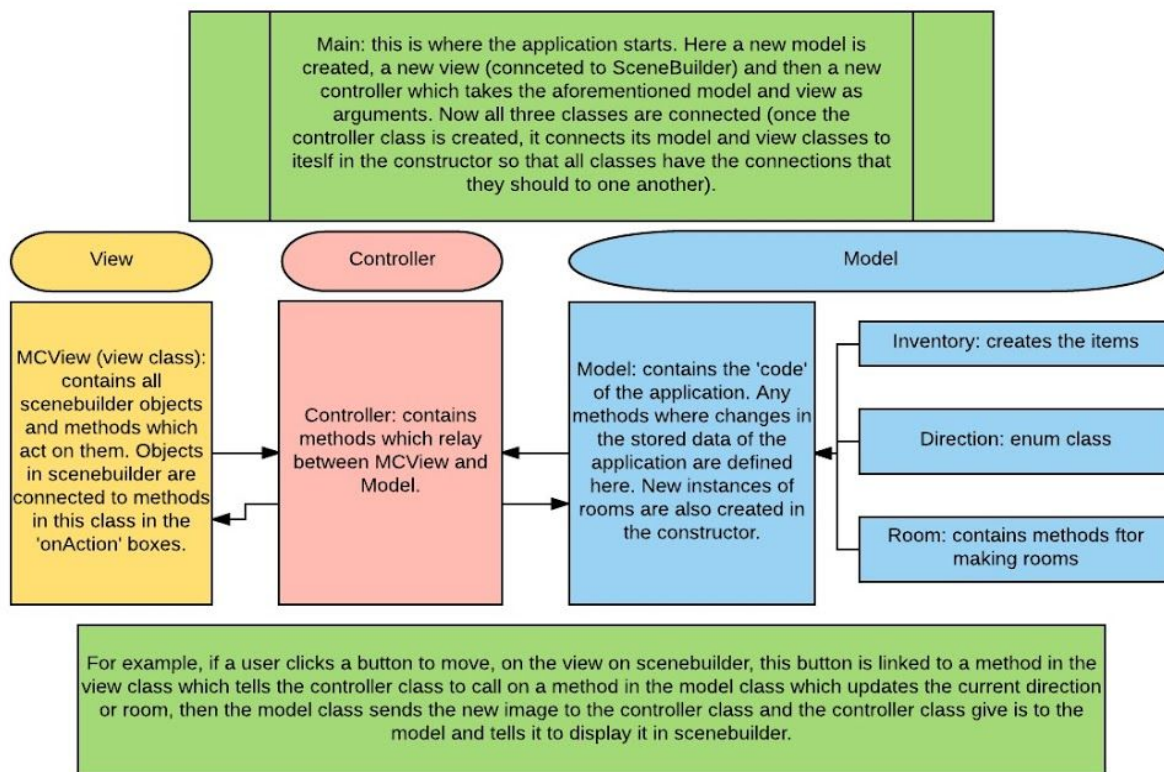 Main: this is where the application starts. Here a new model is
created, a new view (connceted to SceneBuilder) and then a new
controller which takes the aforementioned model and view as
arguments. Now all three classes are connected (once the
controller class is created, it connects its model and view classes to
iteslf in the constructor so that all classes have the connections that
they should to one another).
View
Controller
Model
MCView (view class):
contains all
scenebuilder objects
and methods which
act on them. Objects
in scenebuilder are
connected to methods
in this class in the
'onAction' boxes.
Controller: contains
methods which relay
between MCView and
Model.
Model: contains the 'code'
of the application. Any
methods where changes in
the stored data of the
application are defined
here. New instances of
rooms are also created in
the constructor.
Inventory: creates the items
Direction: enum class
Room: contains methods ftor
making rooms
For example, if a user clicks a button to move, on the view on scenebuilder, this button is linked to a method in the
view class which tells the controller class to call on a method in the model class which updates the current direction
or room, then the model class sends the new image to the controller class and the controller class give is to the
model and tells it to display it in scenebuilder.